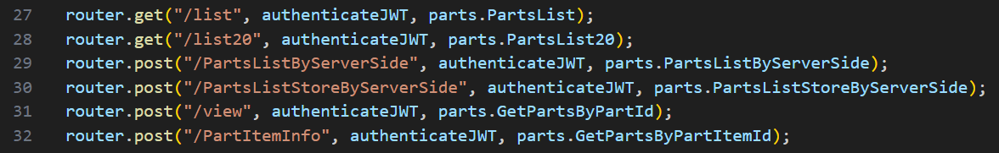 27 router.get("/list", authenticateJWT, parts.PartsList);
28 router.get("/list20", authenticateJWT, parts.PartsList20);
29 router.post("/PartsListByServerSide", authenticateJWT, parts.PartsListByServerSide);
30 router.post("/PartsListStoreByServerSide", authenticateJWT, parts.PartsListStoreByServerSide);
31 router.post("/view", authenticateJWT, parts.GetPartsByPartId);
32 router.post("/PartItemInfo", authenticateJWT, parts.GetPartsByPartItemId);